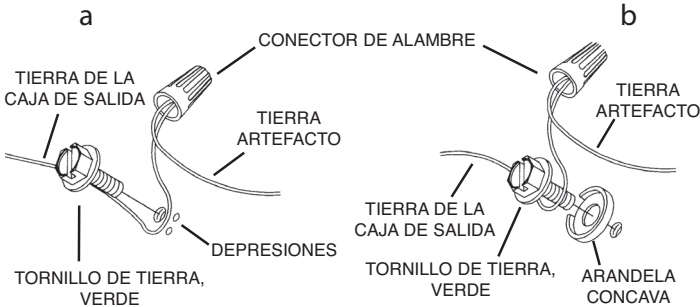 a
b
CONECTOR DE ALAMBRE
TIERRA DE LA
CAJA DE SALIDA
TIERRA
ARTEFACTO
DEPRESIONES
TORNILLO DE TIERRA,
VERDE
TIERRA
ARTEFACTO
TIERRA DE LA
CAJA DE SALIDA
TORNILLO DE TIERRA,
VERDE
ARANDELA
CONCAVA